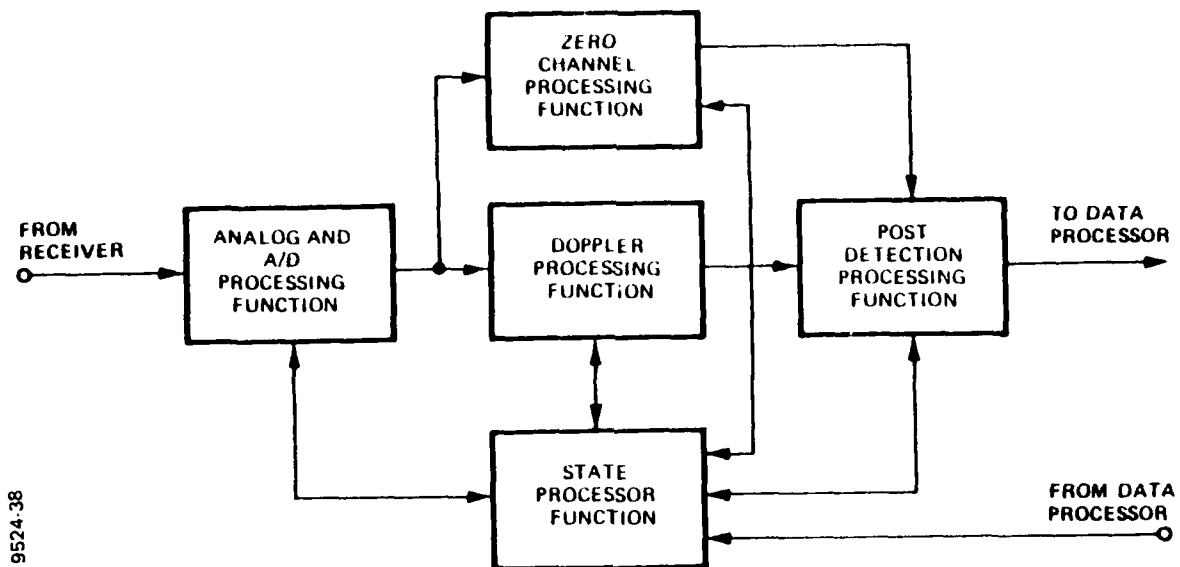 ZERO
CHANNEL
PROCESSING
FUNCTION
FROM
RECEIVER
ANALOG AND
A/D
PROCESSING
FUNCTION
DOPPLER
PROCESSING
FUNCTION
POST
DETECTION
PROCESSING
FUNCTION
TO DATA
PROCESSOR
STATE
PROCESSOR
FUNCTION
FROM DATA
PROCESSOR
9524-38